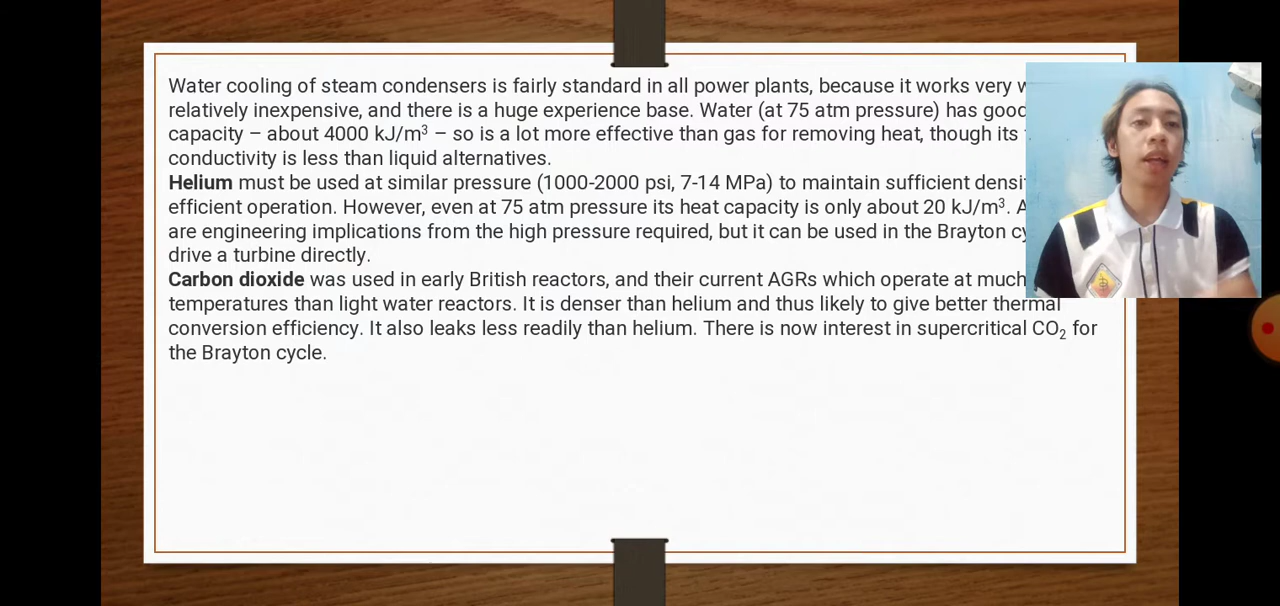 Water cooling of steam condensers is fairly standard in all power plants, because it works very
relatively inexpensive, and there is a huge experience base. Water (at 75 atm pressure) has good
capacity – about 4000 kJ/m³ – so is a lot more effective than gas for removing heat, though its
conductivity is less than liquid alternatives.
Helium must be used at similar pressure (1000-2000 psi, 7-14 MPa) to maintain sufficient
efficient operation. However, even at 75 atm pressure its heat capacity is only about 20 kJ/m³.
are engineering implications from the high pressure required, but it can be used in the Brayton
drive a turbine directly.
Carbon dioxide was used in early British reactors, and their current AGRs which operate at much
temperatures than light water reactors. It is denser than helium and thus likely to give better thermal
conversion efficiency. It also leaks less readily than helium. There is now interest in supercritical CO₂ for
the Brayton cycle.